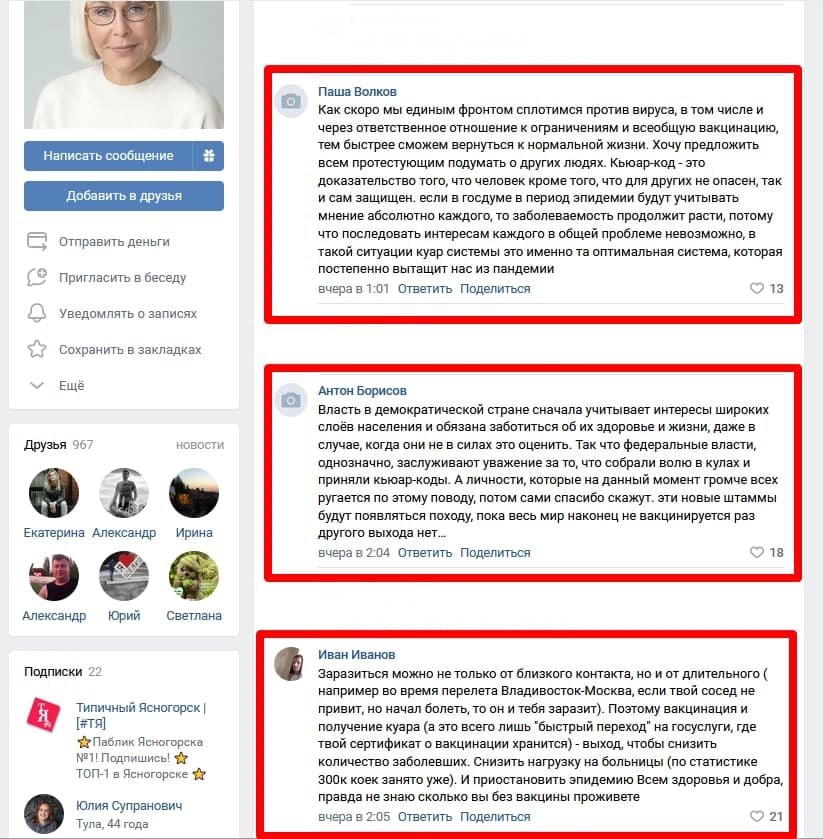 Написать сообщение
Добавить в друзья
Отправить деньги
Пригласить в беседу
Уведомлять о записях
Сохранить в закладках
Ещё
Друзья 967 новости
Екатерина Александр Ирина
Александр Юрий Светлана
Подписки 22
Типичный Ясногорск |
[#ТЯ]
⭐Паблик Ясногорска
№1! Подпишись! ⭐
ТОП-1 в Ясногорске ⭐
Юлия Супранович
Тула, 44 года
Паша Волков
Как скоро мы единым фронтом сплотимся против вируса, в том числе и
через ответственное отношение к ограничениям и всеобщую вакцинацию,
тем быстрее сможем вернуться к нормальной жизни. Хочу предложить
всем протестующим подумать о других людях. Кьюар-код - это
доказательство того, что человек кроме того, что для других не опасен, так
и сам защищен. если в госдуме в период эпидемии будут учитывать
мнение абсолютно каждого, то заболеваемость продолжит расти, потому
что последовать интересам каждого в общей проблеме невозможно, в
такой ситуации куар системы это именно та оптимальная система, которая
постепенно вытащит нас из пандемии
вчера в 1:01 Ответить Поделиться 13
Антон Борисов
Власть в демократической стране сначала учитывает интересы широких
слоёв населения и обязана заботиться об их здоровье и жизни, даже в
случае, когда они не в силах это оценить. Так что федеральные власти,
однозначно, заслуживают уважение за то, что собрали волю в кулах и
приняли кьюар-коды. А личности, которые на данный момент громче всех
ругается по этому поводу, потом сами спасибо скажут. эти новые штаммы
будут появляться походу, пока весь мир наконец не вакцинируется раз
другого выхода нет...
вчера в 2:04 Ответить Поделиться 18
Иван Иванов
Заразиться можно не только от близкого контакта, но и от длительного (
например во время перелета Владивосток-Москва, если твой сосед не
привит, но начал болеть, то он и тебя заразит). Поэтому вакцинация и
получение куара (а это всего лишь "быстрый переход" на госуслуги, где
твой сертификат о вакцинации хранится) - выход, чтобы снизить
количество заболевших. Снизить нагрузку на больницы (по статистике
300к коек занято уже). И приостановить эпидемию Всем здоровья и добра,
правда не знаю сколько вы без вакцины проживете
вчера в 2:05 Ответить Поделиться 21